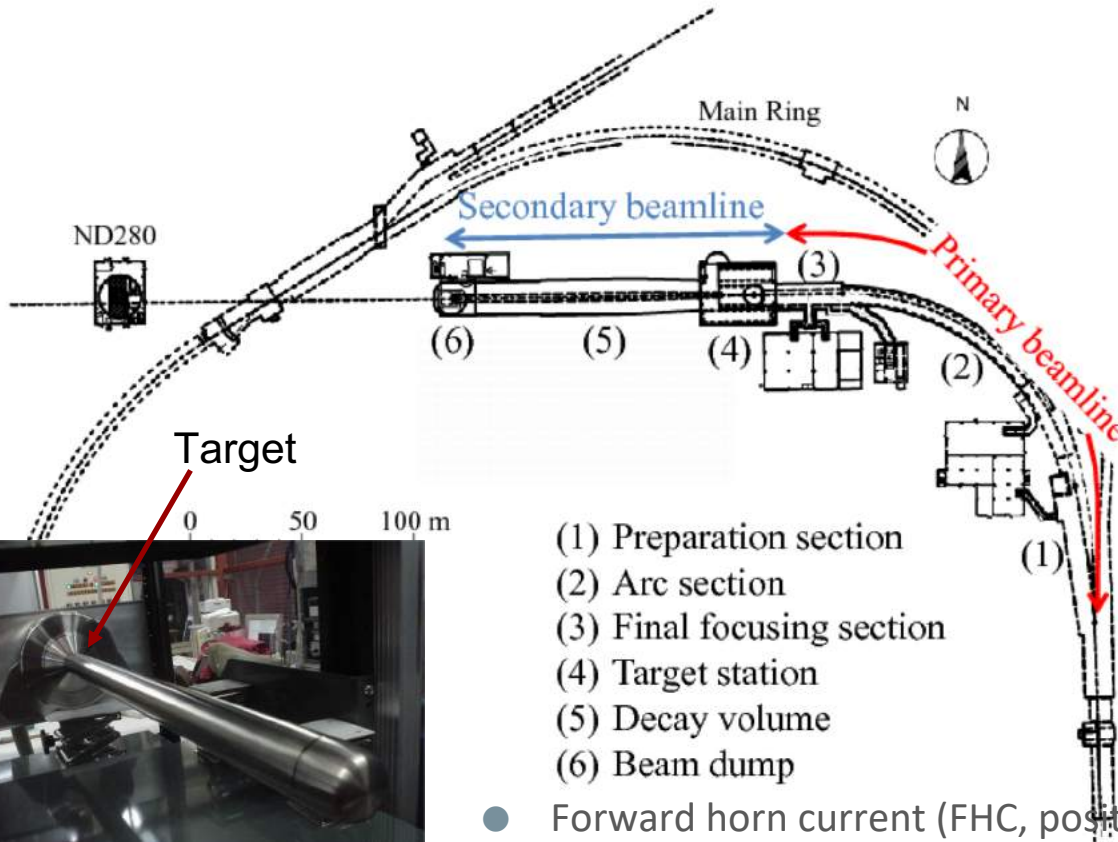 Main Ring
N
Secondary beamline
ND280
(3)
Primary beamline
(6)
(5)
(4)
(2)
Target
0 50 100 m
(1)
(1) Preparation section
(2) Arc section
(3) Final focusing section
(4) Target station
(5) Decay volume
(6) Beam dump
● Forward horn current (FHC,